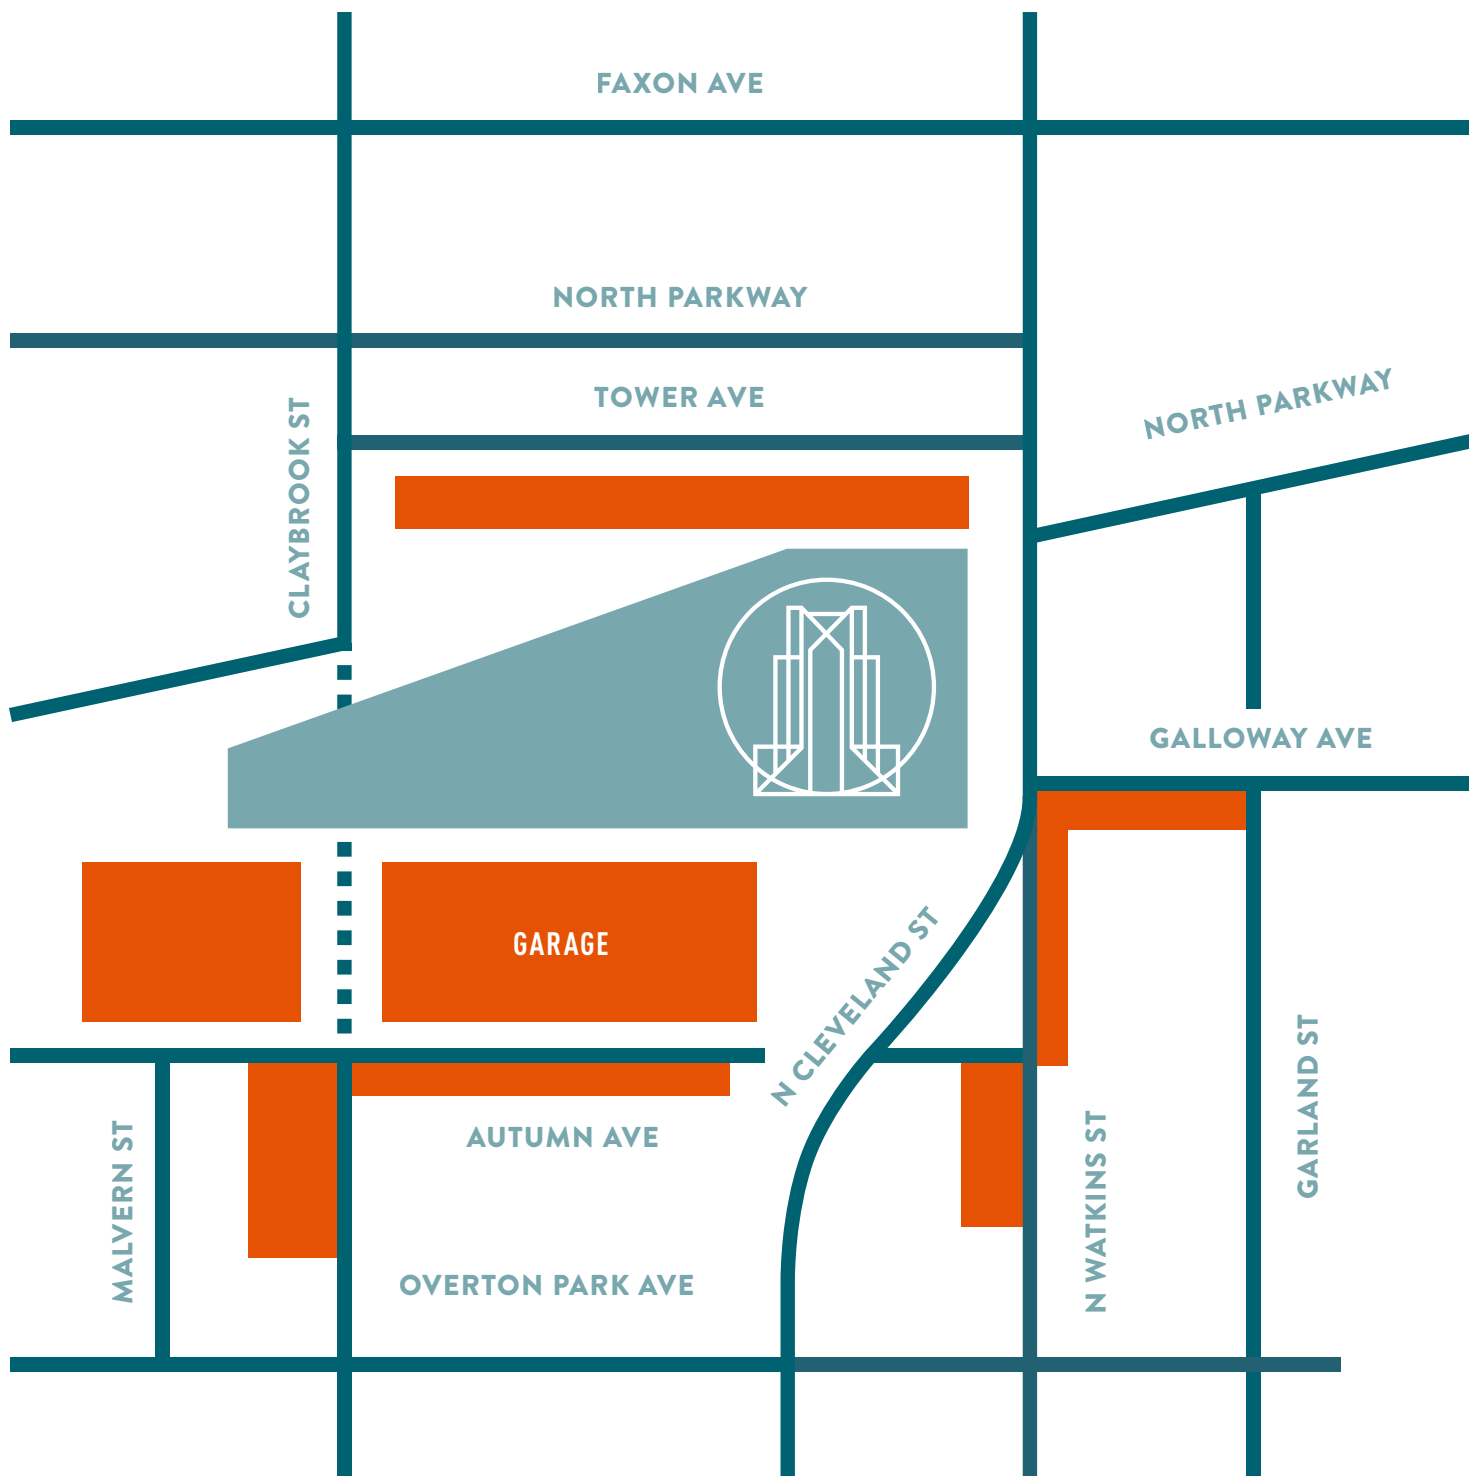 FAXON AVE
NORTH PARKWAY
NORTH PARKWAY
TOWER AVE
CLAYBROOK ST
GALLOWAY AVE
GARAGE
N CLEVELAND ST
GARLAND ST
AUTUMN AVE
MALVERN ST
N WATKINS ST
OVERTON PARK AVE